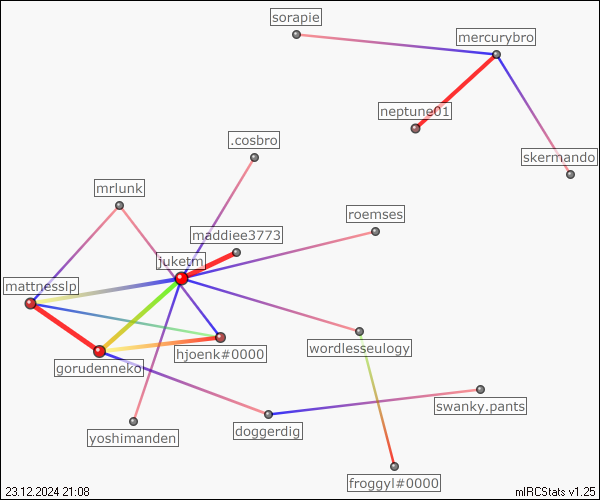 sorapie
mercurybro
neptune01
.cosbro
skermando
mrlunk
roemses
maddiee3773
juketm
mattnesslp
hjoenk#0000
wordlesseulogy
gorudenneko
swanky.pants
yoshimanden
doggerdig
froggyl#0000
23.12.2024 21:08
mIRCStats v1.25